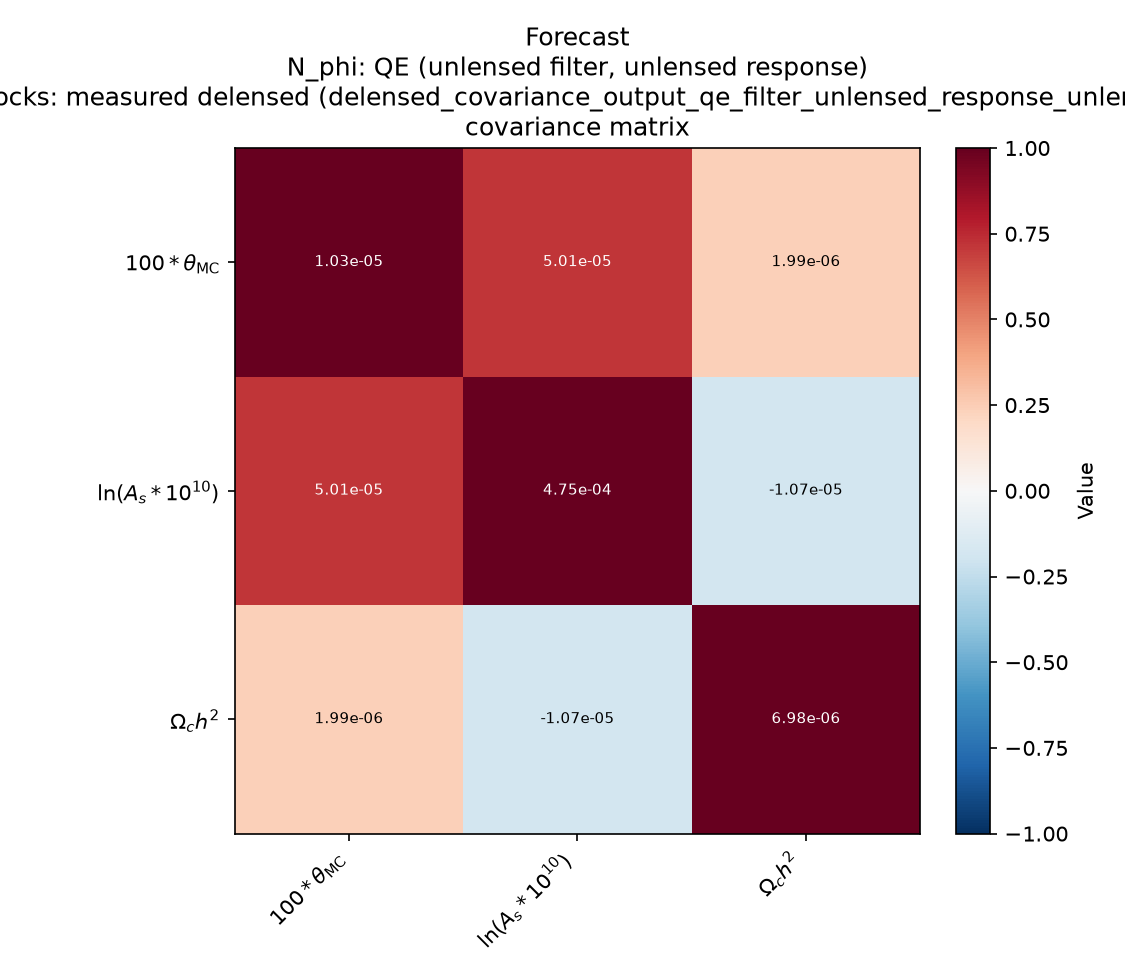 Forecast
N_phi: QE (unlensed filter, unlensed response)
ocks: measured delensed (delensed_covariance_output_qe_filter_unlensed_response_unler
covariance matrix
1.00
0.75
0.50
0.25
0.00
−0.25
−0.50
−0.75
−1.00
Value
100 * θ_MC
1.03e-05 5.01e-05 1.99e-06
ln(A_s * 10^10)
5.01e-05 4.75e-04 -1.07e-05
Ω_c h^2
1.99e-06 -1.07e-05 6.98e-06
100 * θ_MC
ln(A_s * 10^10)
Ω_c h^2